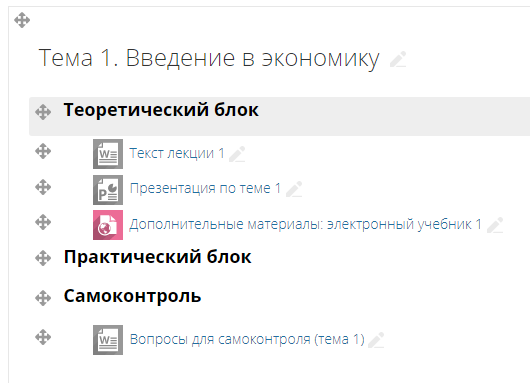 Тема 1. Введение в экономику
Теоретический блок
Текст лекции 1
Презентация по теме 1
Дополнительные материалы: электронный учебник 1
Практический блок
Самоконтроль
Вопросы для самоконтроля (тема 1)